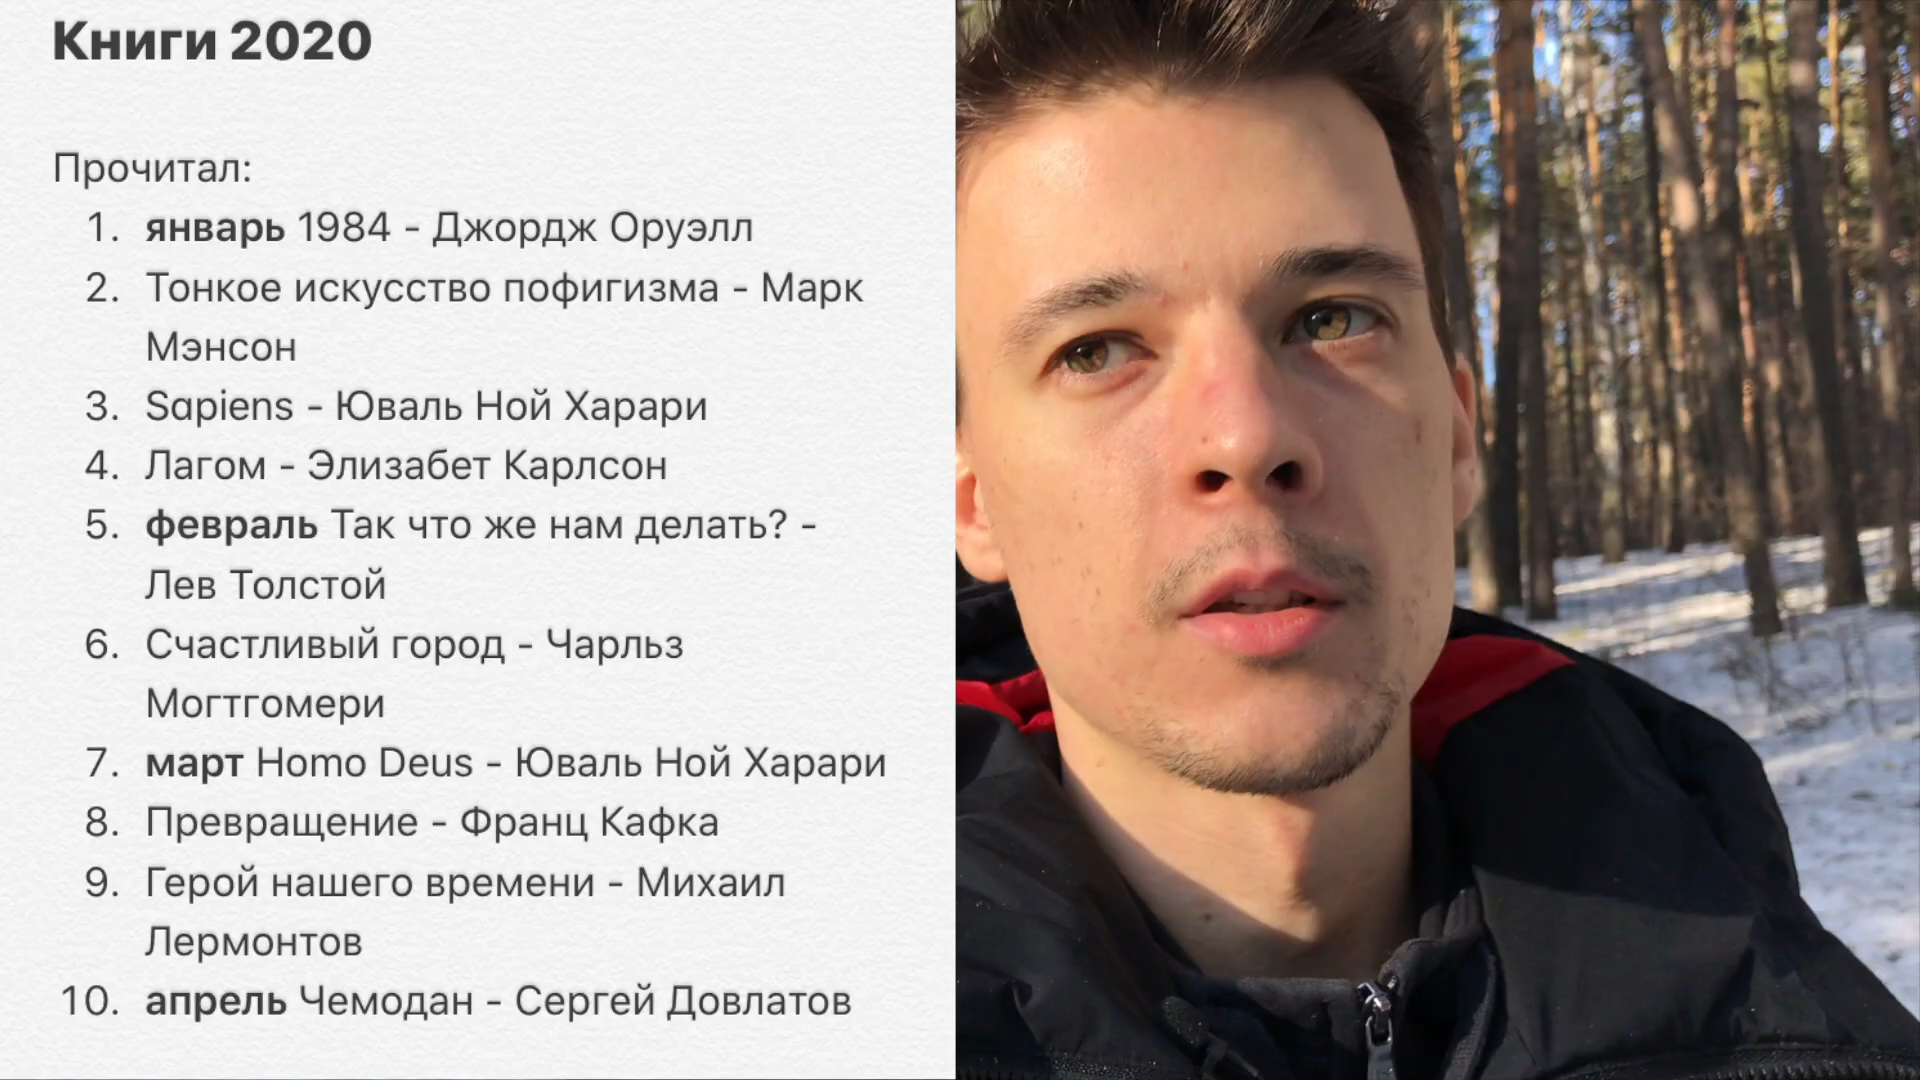 Книги 2020
Прочитал:
1. январь 1984 - Джордж Оруэлл
2. Тонкое искусство пофигизма - Марк
Мэнсон
3. Sapiens - Юваль Ной Харари
4. Лагом - Элизабет Карлсон
5. февраль Так что же нам делать? -
Лев Толстой
6. Счастливый город - Чарльз
Могтгомери
7. март Homo Deus - Юваль Ной Харари
8. Превращение - Франц Кафка
9. Герой нашего времени - Михаил
Лермонтов
10. апрель Чемодан - Сергей Довлатов